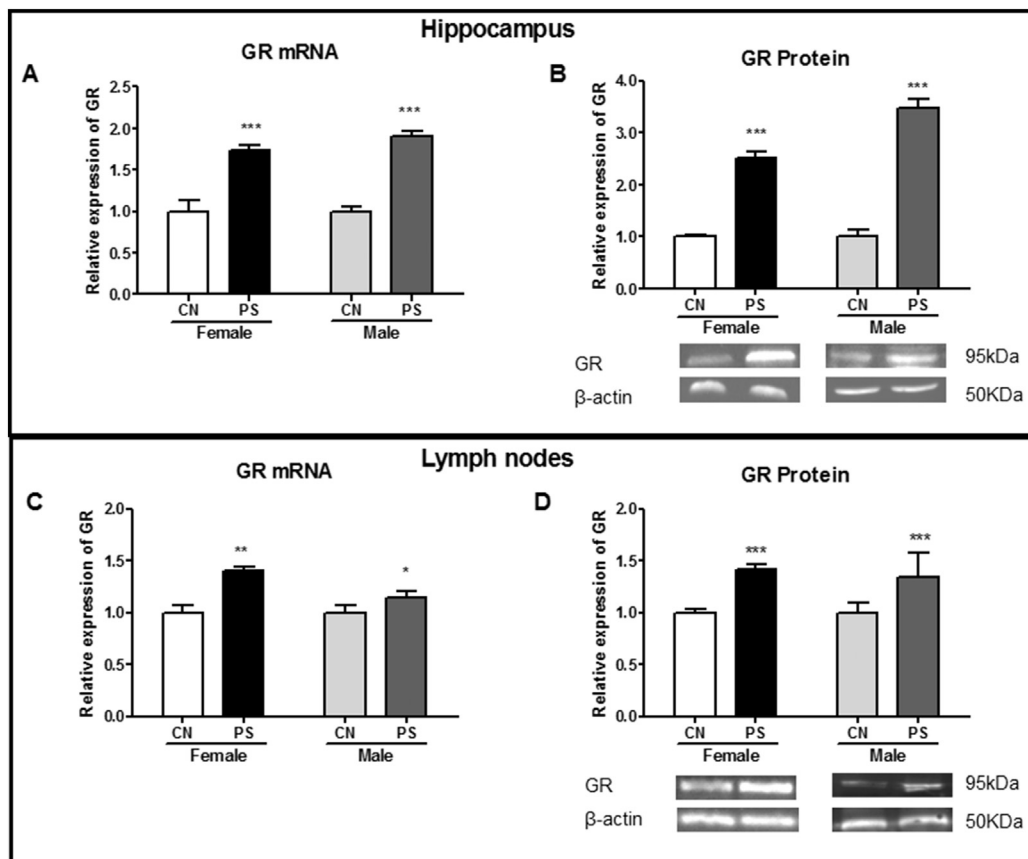 Hippocampus
A
GR mRNA
Relative expression of GR
2.5
2.0
1.5
1.0
0.5
0.0
***
***
CN PS CN PS
Female Male
B
GR Protein
Relative expression of GR
4.0
3.0
2.0
1.0
0.0
***
***
CN PS CN PS
Female Male
GR 95kDa
β-actin 50KDa
Lymph nodes
C
GR mRNA
Relative expression of GR
2.0
1.5
1.0
0.5
0.0
**
*
CN PS CN PS
Female Male
D
GR Protein
Relative expression of GR
2.0
1.5
1.0
0.5
0.0
***
***
CN PS CN PS
Female Male
GR 95kDa
β-actin 50KDa